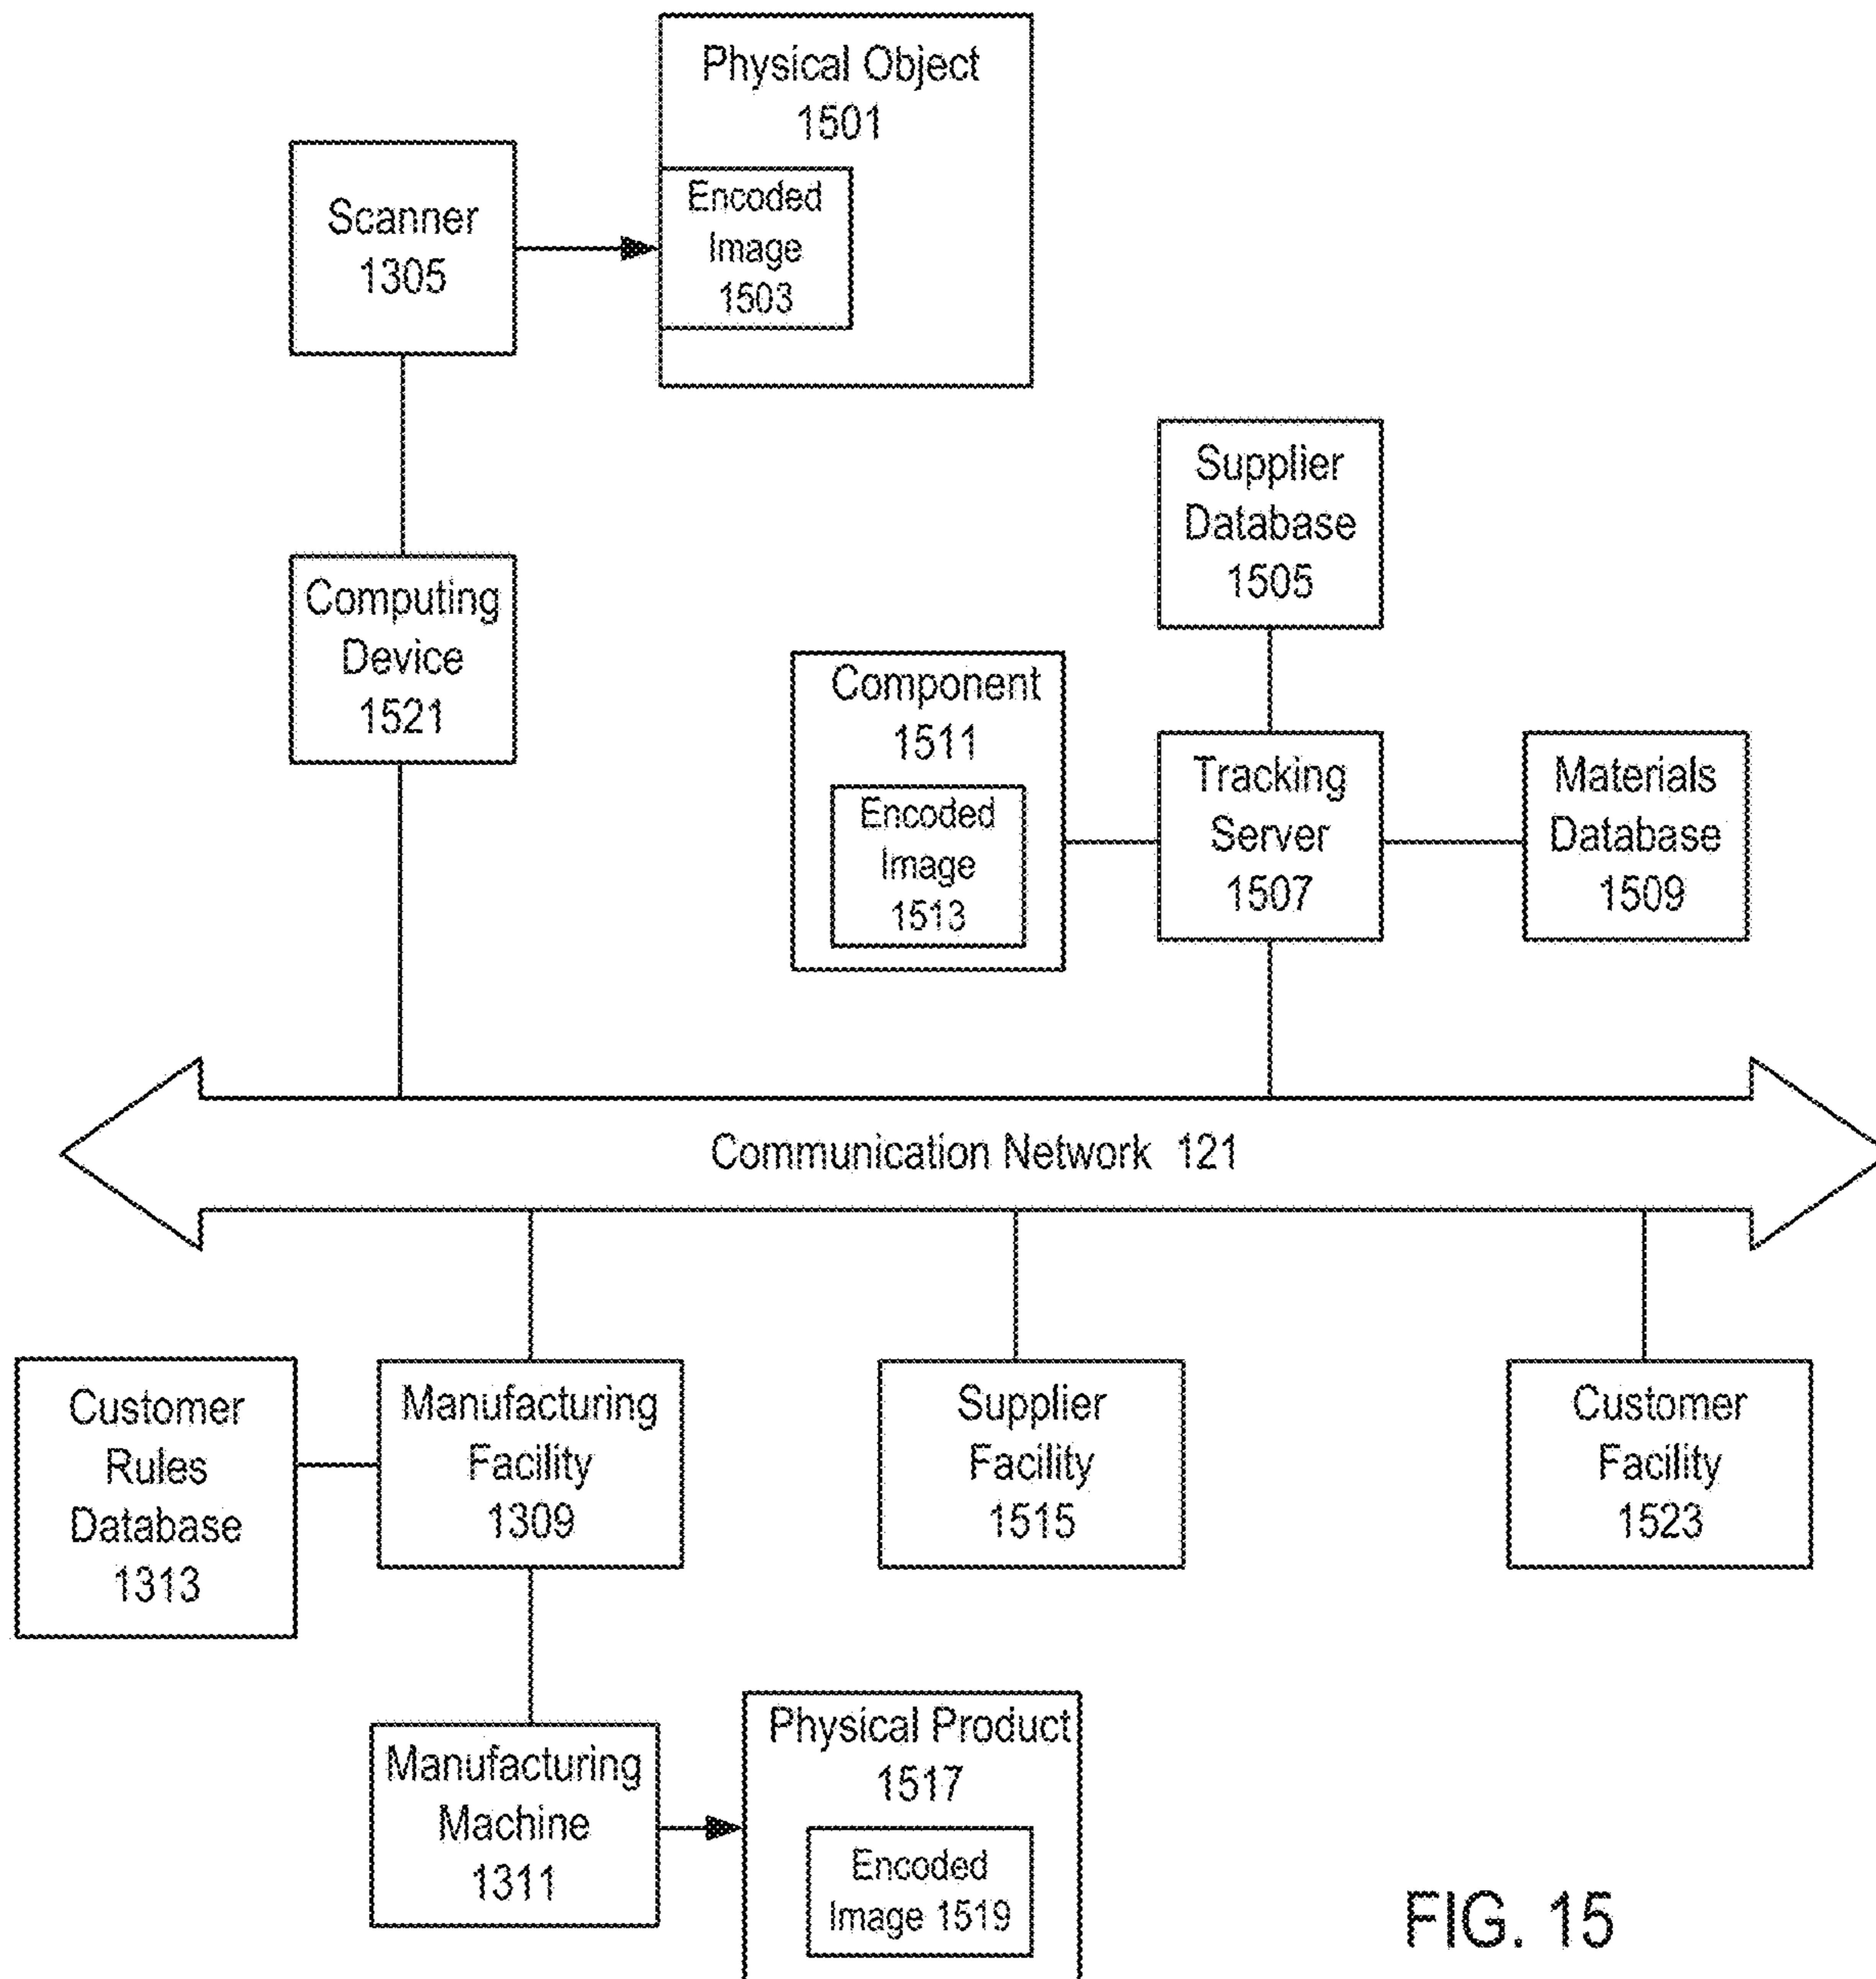 Physical Object
1501
Encoded
Image
1503
Scanner
1305
Computing
Device
1521
Supplier
Database
1505
Component
1511
Encoded
Image
1513
Tracking
Server
1507
Materials
Database
1509
Communication Network 121
Customer
Rules
Database
1313
Manufacturing
Facility
1309
Supplier
Facility
1515
Customer
Facility
1523
Manufacturing
Machine
1311
Physical Product
1517
Encoded
Image 1519
FIG. 15